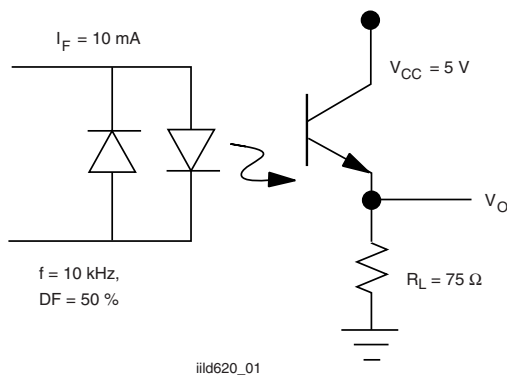 I_F = 10 mA
V_CC = 5 V
V_O
f = 10 kHz,
DF = 50 %
R_L = 75 Ω
iild620_01